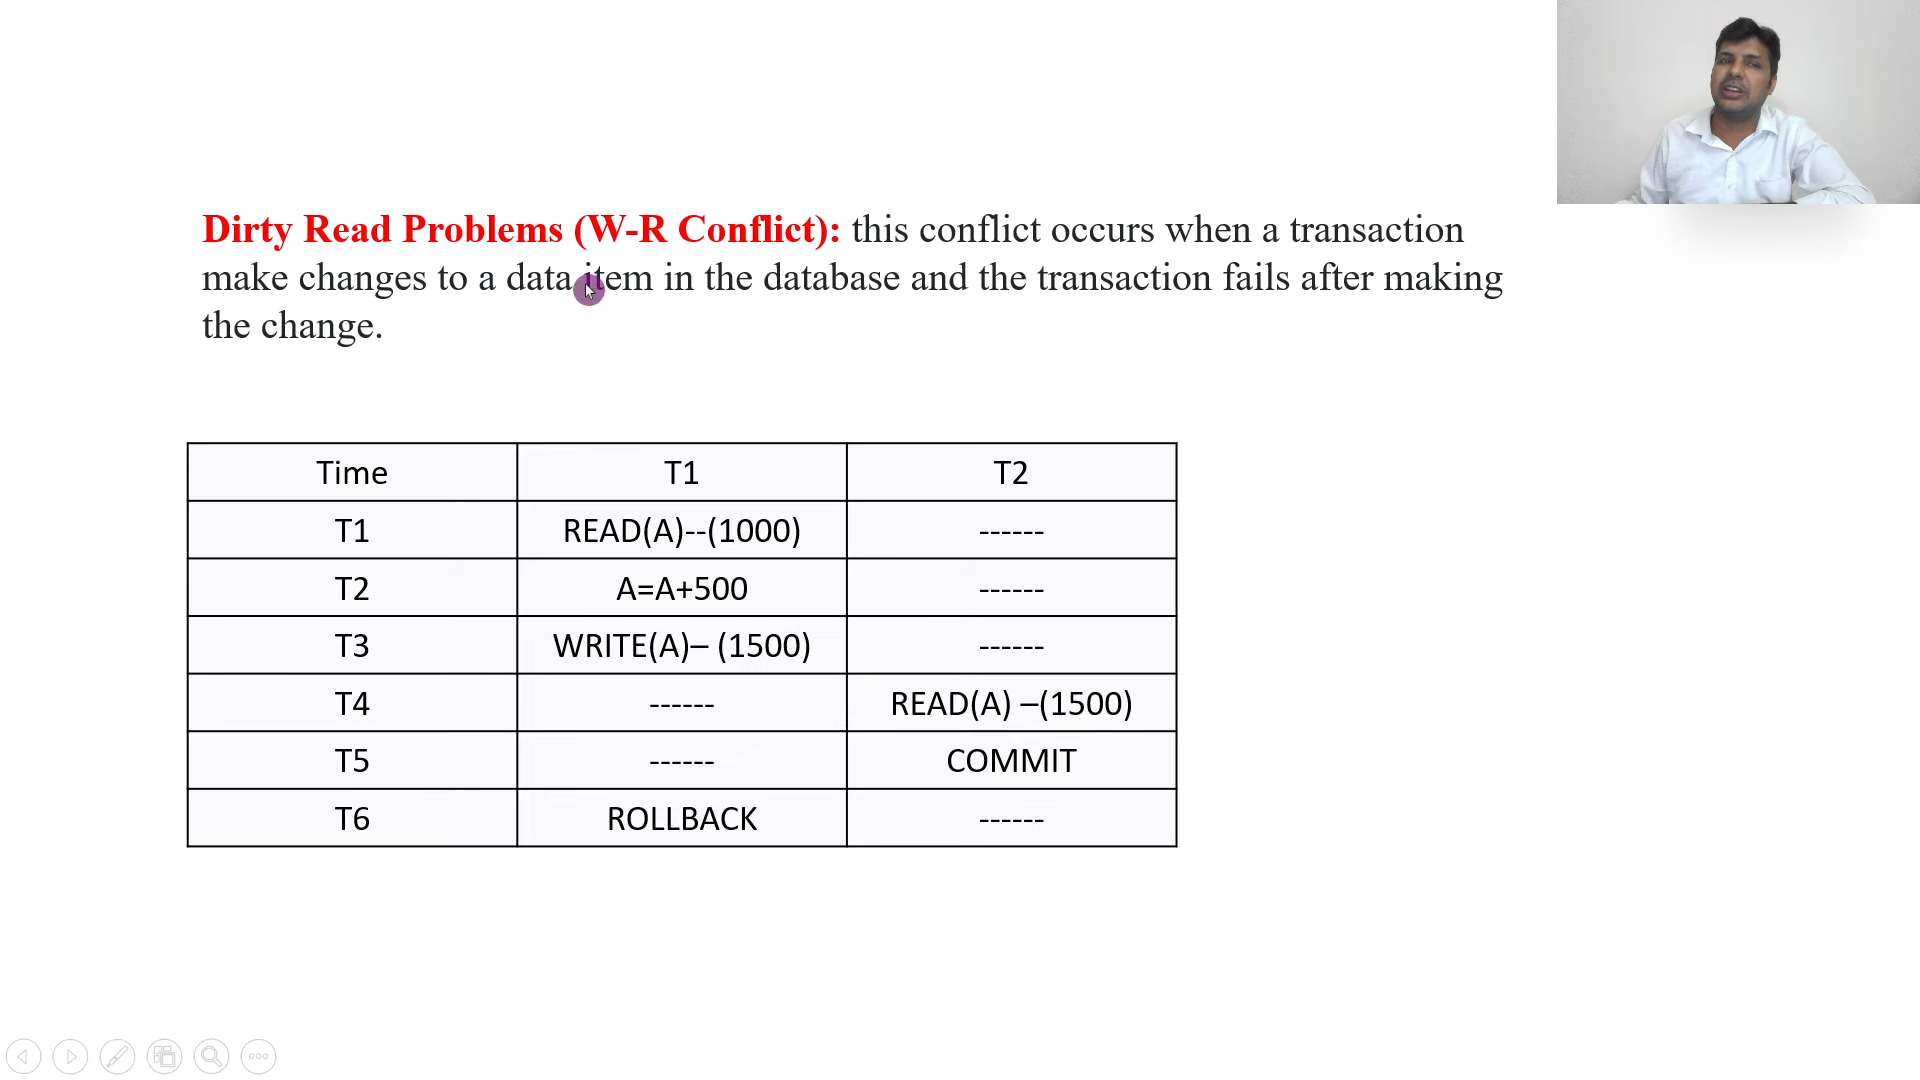 Dirty Read Problems (W-R Conflict): this conflict occurs when a transaction
make changes to a data item in the database and the transaction fails after making
the change.
Time T1 T2
T1 READ(A)--(1000) ------
T2 A=A+500 ------
T3 WRITE(A)– (1500) ------
T4 ------ READ(A) –(1500)
T5 ------ COMMIT
T6 ROLLBACK ------